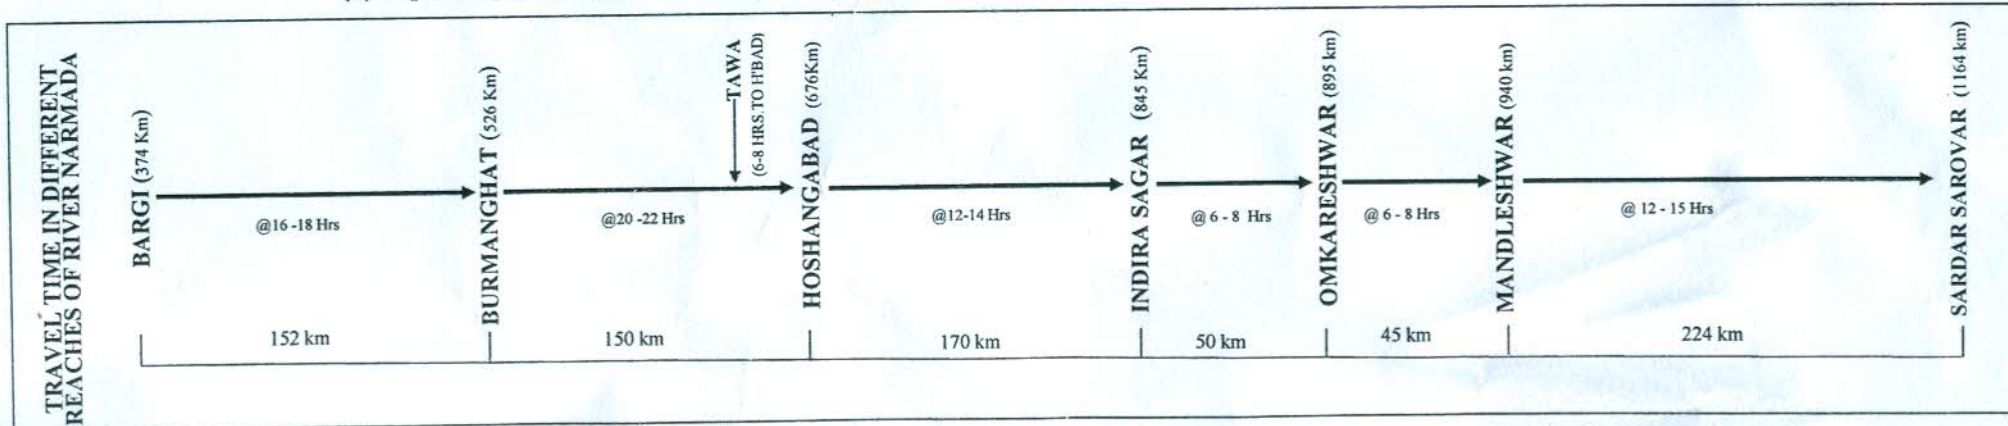 TRAVEL TIME IN DIFFERENT
REACHES OF RIVER NARMADA
BARGI (374 Km)
@16 -18 Hrs
BURMANGHAT (526 Km)
@20 -22 Hrs
TAWA
(6-8 HRS. TO H'BAD)
HOSHANGABAD (676Km)
@12-14 Hrs
INDIRA SAGAR (845 Km)
@ 6 - 8 Hrs
OMKARESHWAR (895 km)
@ 6 - 8 Hrs
MANDLESHWAR (940 km)
@ 12 - 15 Hrs
SARDAR SAROVAR (1164 km)
152 km
150 km
170 km
50 km
45 km
224 km